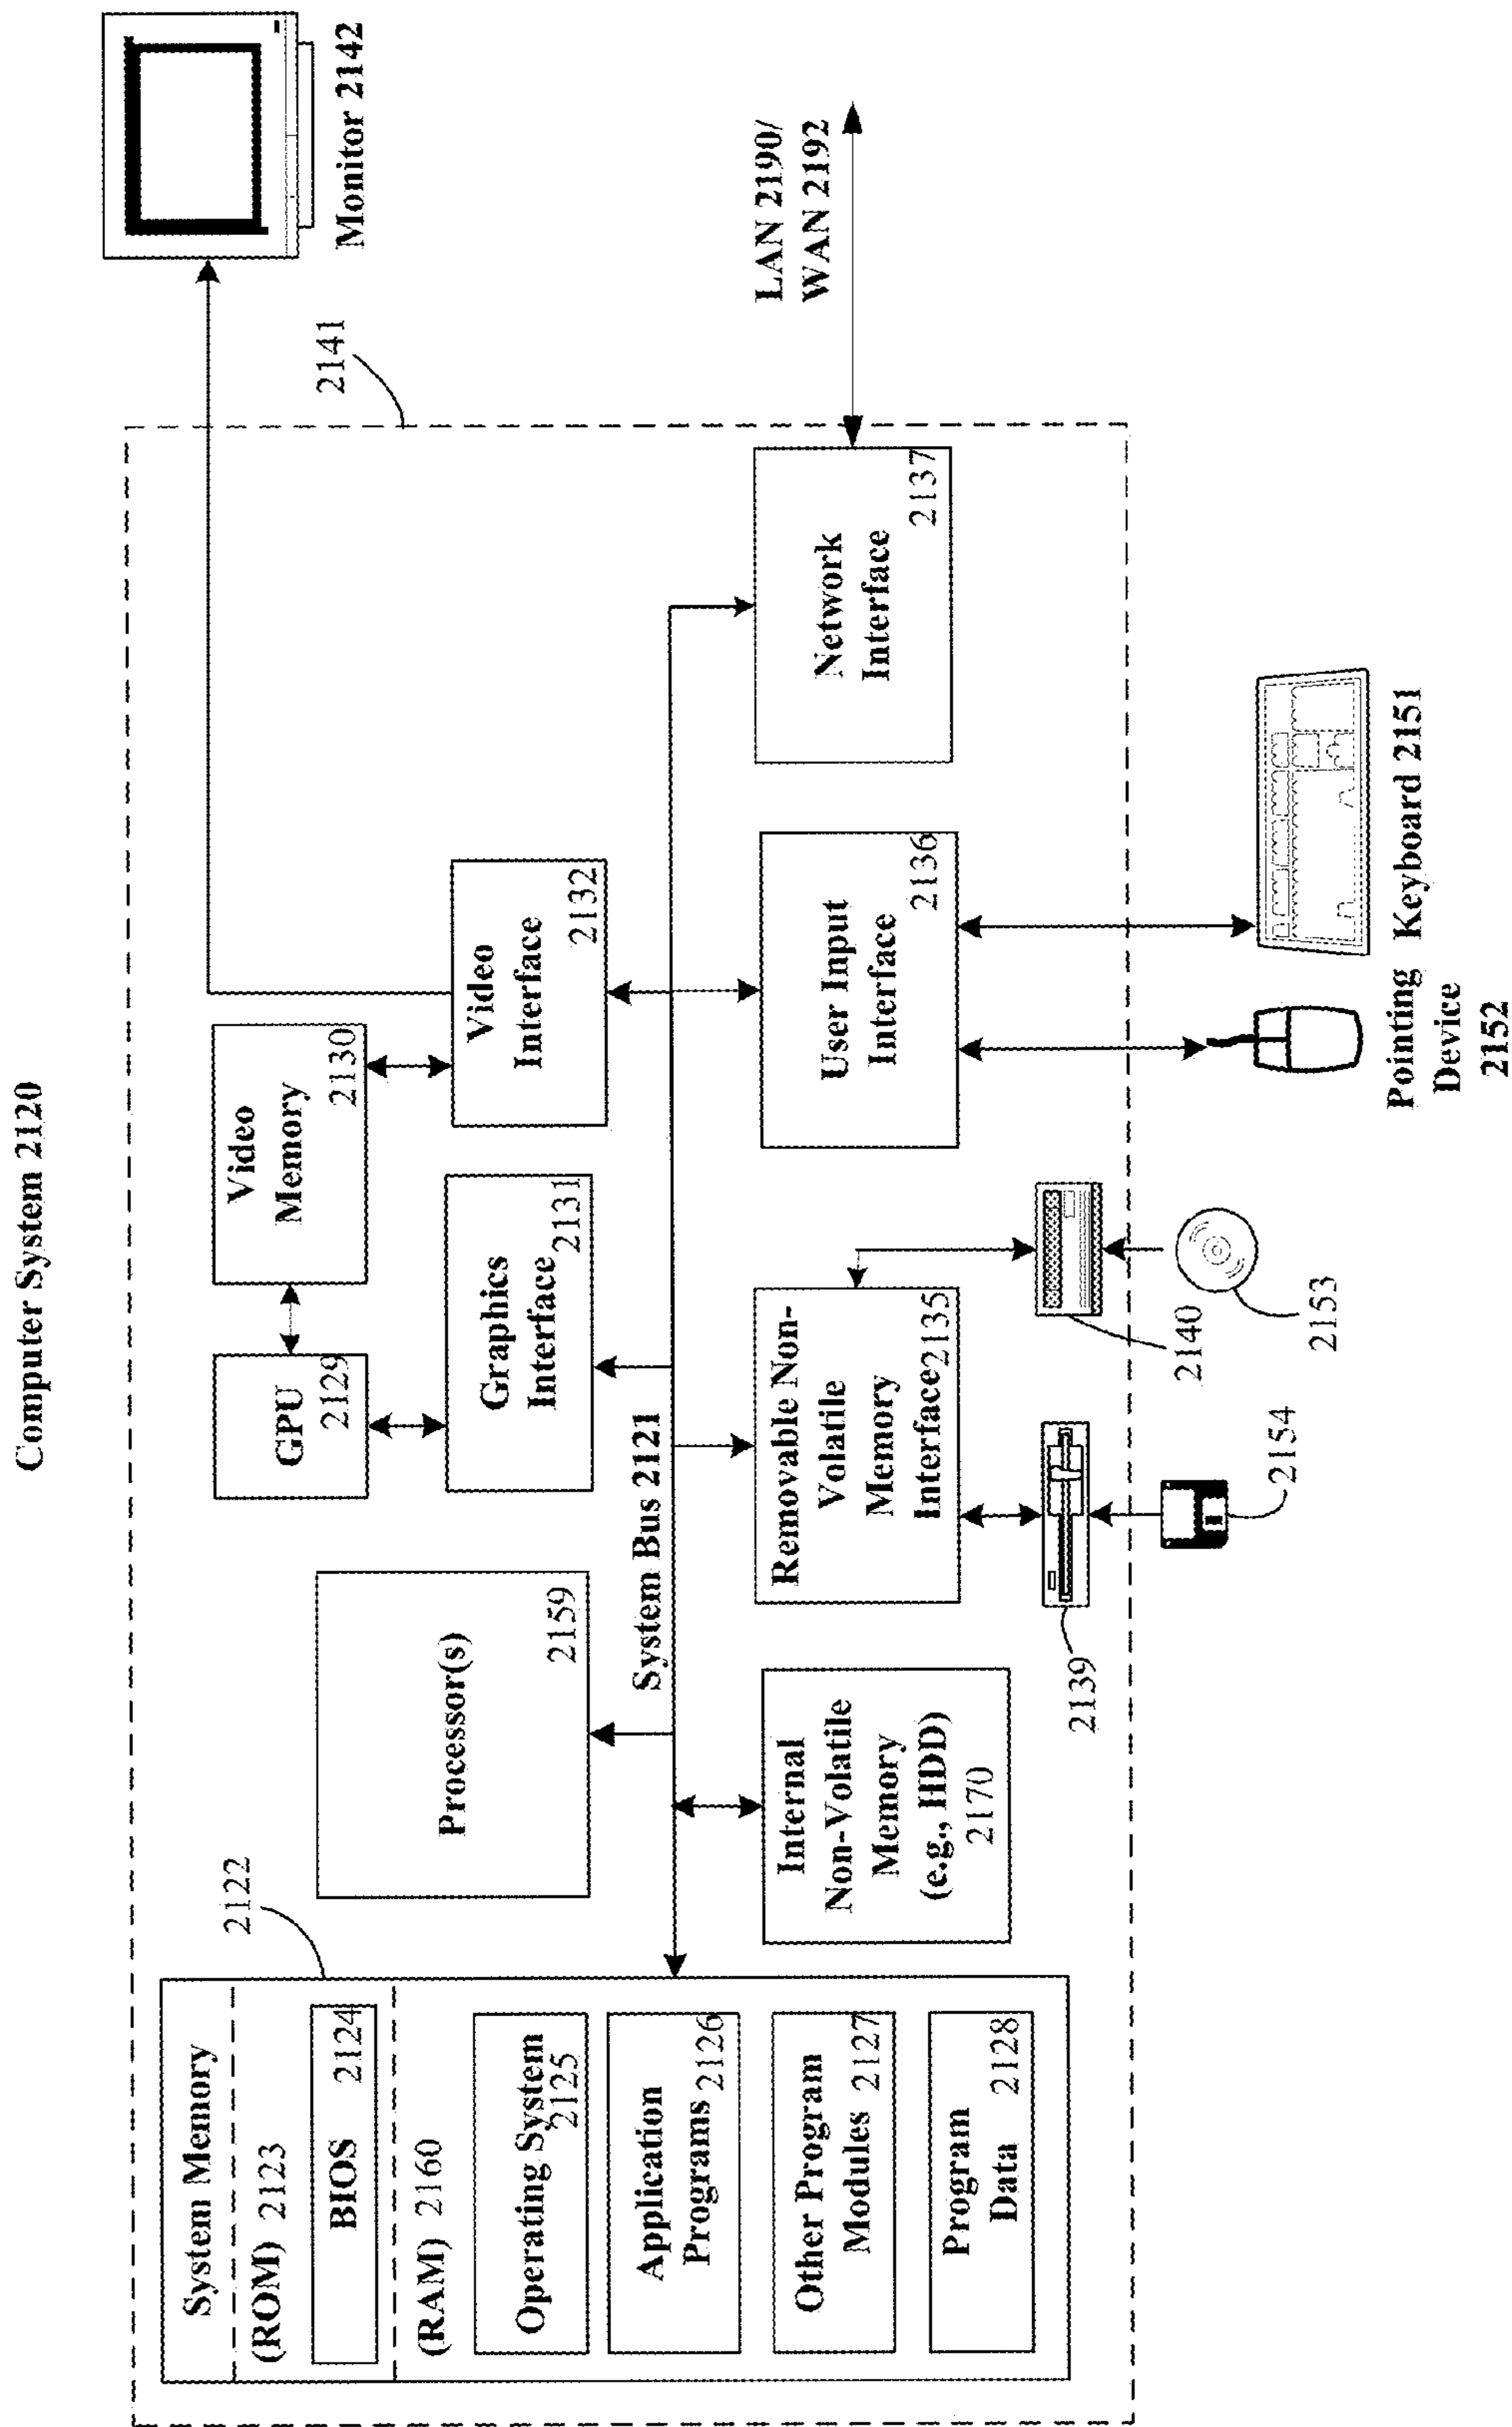 Computer System 2120
System Memory
(ROM) 2123
BIOS
2124
(RAM) 2160
Operating System
2125
Application
Programs 2126
Other Program
Modules 2127
Program
Data
2128
2122
Processor(s)
2159
GPU
2129
Video
Memory
2130
Graphics
Interface
2131
Video
Interface
2132
2141
Monitor 2142
System Bus 2121
Internal
Non-Volatile
Memory
(e.g., HDD)
2170
Removable Non-
Volatile
Memory
Interface 2135
User Input
Interface
2136
Network
Interface
2137
LAN 2190/
WAN 2192
2139
2140
2154
2153
Pointing
Device
2152
Keyboard 2151